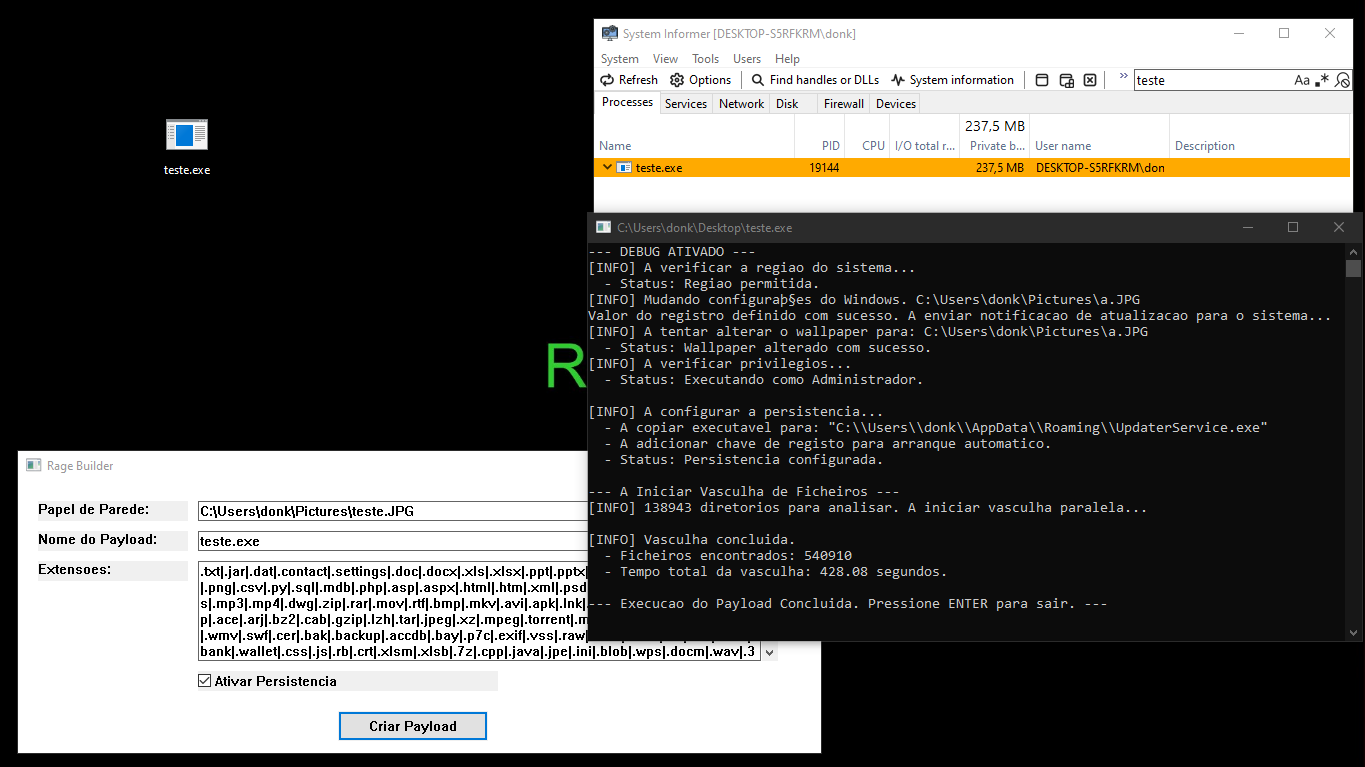 teste.exe
System Informer [DESKTOP-S5RFKRM\donk]
System View Tools Users Help
Refresh Options Find handles or DLLs System information » teste Aa .*
Processes Services Network Disk Firewall Devices
237,5 MB
Name PID CPU I/O total r... Private b... User name Description
teste.exe 19144 237,5 MB DESKTOP-S5RFKRM\don
C:\Users\donk\Desktop\teste.exe
--- DEBUG ATIVADO ---
[INFO] A verificar a regiao do sistema...
- Status: Regiao permitida.
[INFO] Mudando configuraþ§es do Windows. C:\Users\donk\Pictures\a.JPG
Valor do registro definido com sucesso. A enviar notificacao de atualizacao para o sistema...
[INFO] A tentar alterar o wallpaper para: C:\Users\donk\Pictures\a.JPG
- Status: Wallpaper alterado com sucesso.
[INFO] A verificar privilegios...
- Status: Executando como Administrador.
[INFO] A configurar a persistencia...
- A copiar executavel para: "C:\\Users\\donk\\AppData\\Roaming\\UpdaterService.exe"
- A adicionar chave de registo para arranque automatico.
- Status: Persistencia configurada.
--- A Iniciar Vasculha de Ficheiros ---
[INFO] 138943 diretorios para analisar. A iniciar vasculha paralela...
[INFO] Vasculha concluida.
- Ficheiros encontrados: 540910
- Tempo total da vasculha: 428.08 segundos.
--- Execucao do Payload Concluida. Pressione ENTER para sair. ---
R
Rage Builder
Papel de Parede: C:\Users\donk\Pictures\teste.JPG
Nome do Payload: teste.exe
Extensoes: .txt|.jar|.dat|.contact|.settings|.doc|.docx|.xls|.xlsx|.ppt|.pptx|
|.png|.csv|.py|.sql|.mdb|.php|.asp|.aspx|.html|.htm|.xml|.psd
s|.mp3|.mp4|.dwg|.zip|.rar|.mov|.rtf|.bmp|.mkv|.avi|.apk|.lnk|
p|.ace|.arj|.bz2|.cab|.gzip|.lzh|.tar|.jpeg|.xz|.mpeg|.torrent|.m
|.wmv|.swf|.cer|.bak|.backup|.accdb|.bay|.p7c|.exif|.vss|.raw|
bank|.wallet|.css|.js|.rb|.crt|.xlsm|.xlsb|.7z|.cpp|.java|.jpe|.ini|.blob|.wps|.docm|.wav|.3
Ativar Persistencia
Criar Payload